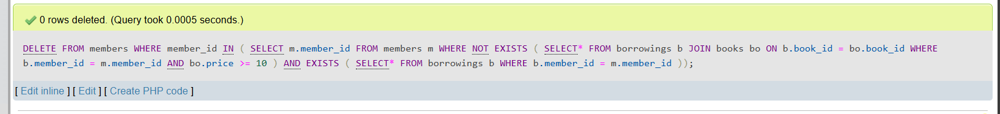 0 rows deleted. (Query took 0.0005 seconds.)
DELETE FROM members WHERE member_id IN ( SELECT m.member_id FROM members m WHERE NOT EXISTS ( SELECT* FROM borrowings b JOIN books bo ON b.book_id = bo.book_id WHERE
b.member_id = m.member_id AND bo.price >= 10 ) AND EXISTS ( SELECT* FROM borrowings b WHERE b.member_id = m.member_id ));
[ Edit inline ] [ Edit ] [ Create PHP code ]